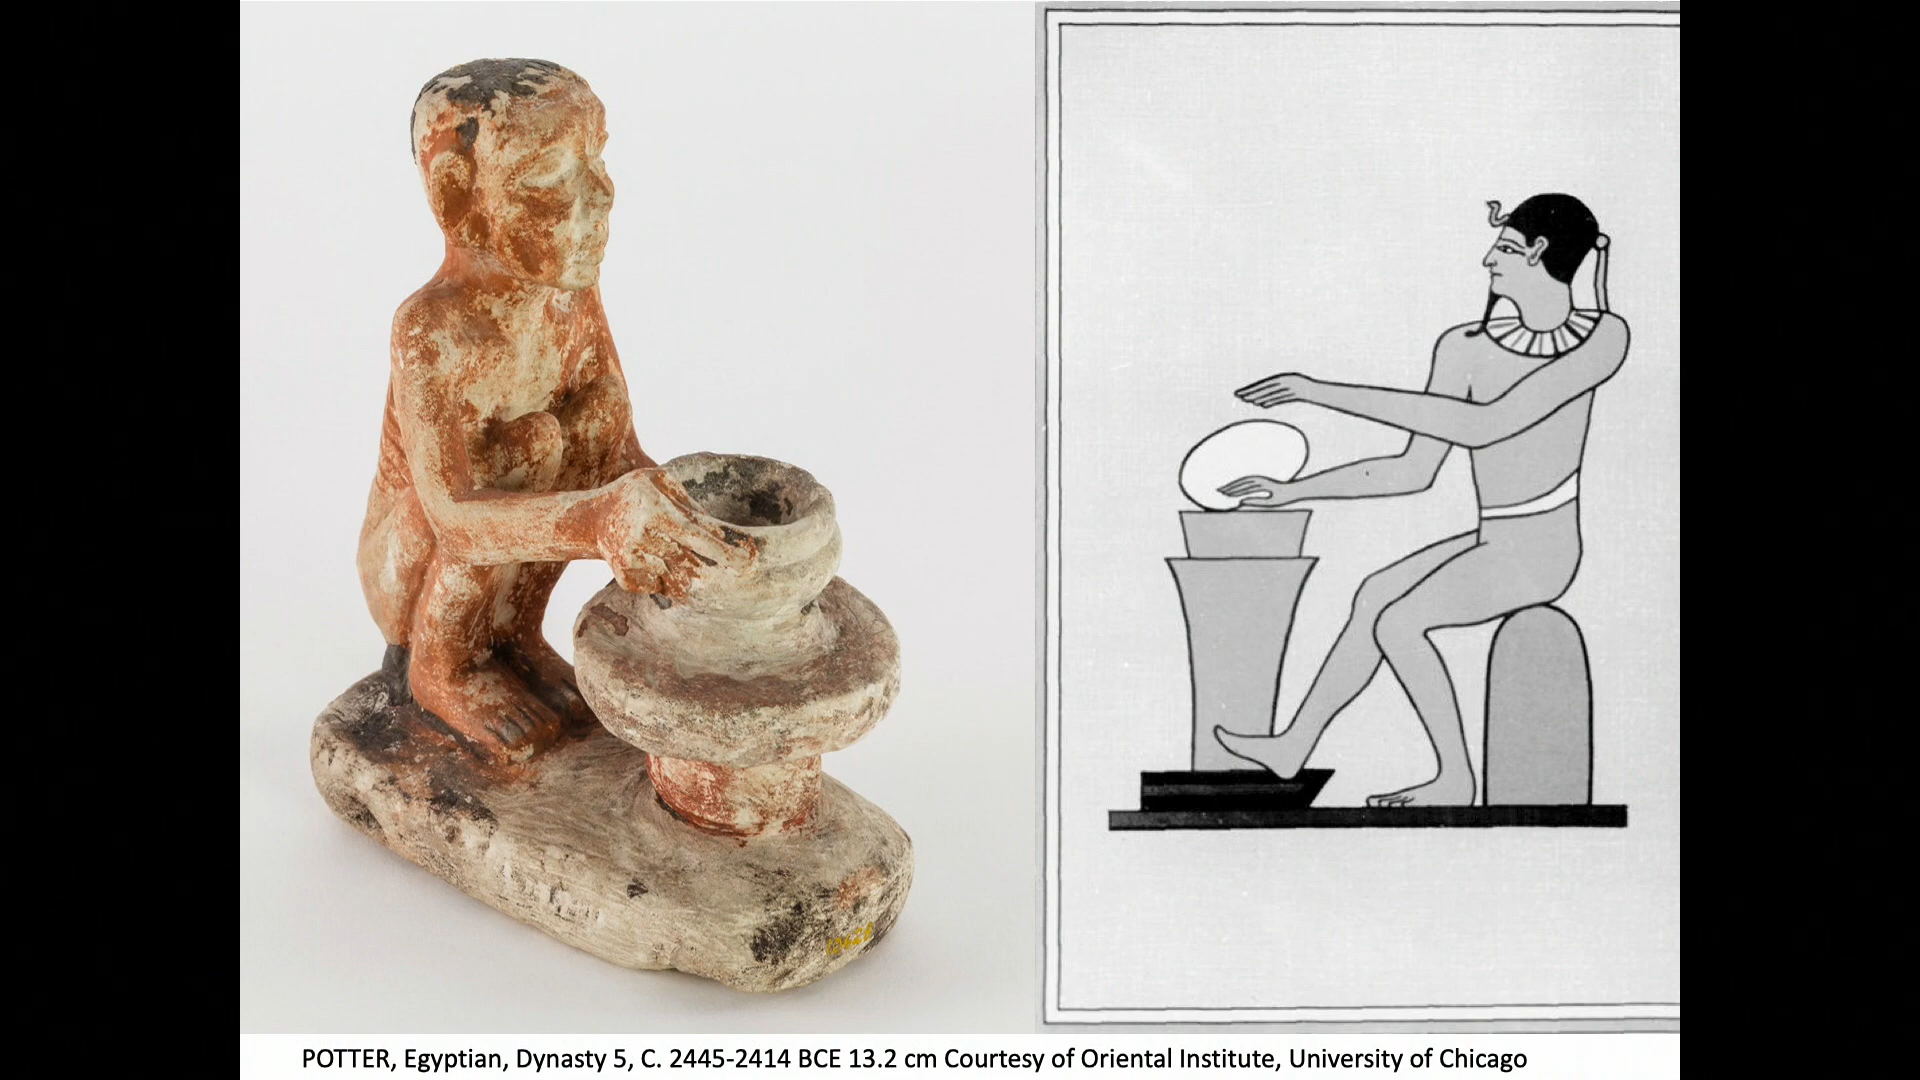 POTTER, Egyptian, Dynasty 5, C. 2445-2414 BCE 13.2 cm Courtesy of Oriental Institute, University of Chicago